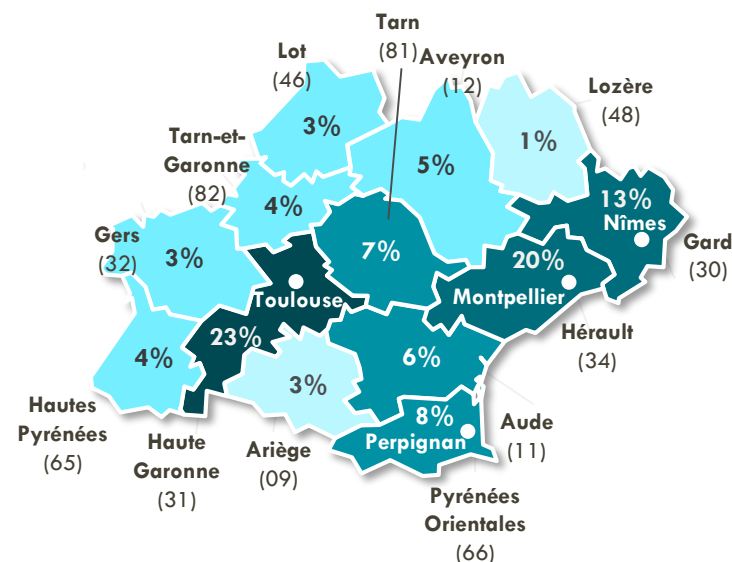 Tarn
(81)
Lot
(46)
Aveyron
(12)
Lozère
(48)
3%
1%
Tarn-et-
Garonne
(82)
5%
4%
13%
Nîmes
Gers
(32)
3%
7%
20%
Montpellier
Gard
(30)
Toulouse
23%
4%
6%
3%
Hérault
(34)
8%
Perpignan
Hautes
Pyrénées
(65)
Haute
Garonne
(31)
Ariège
(09)
Aude
(11)
Pyrénées
Orientales
(66)